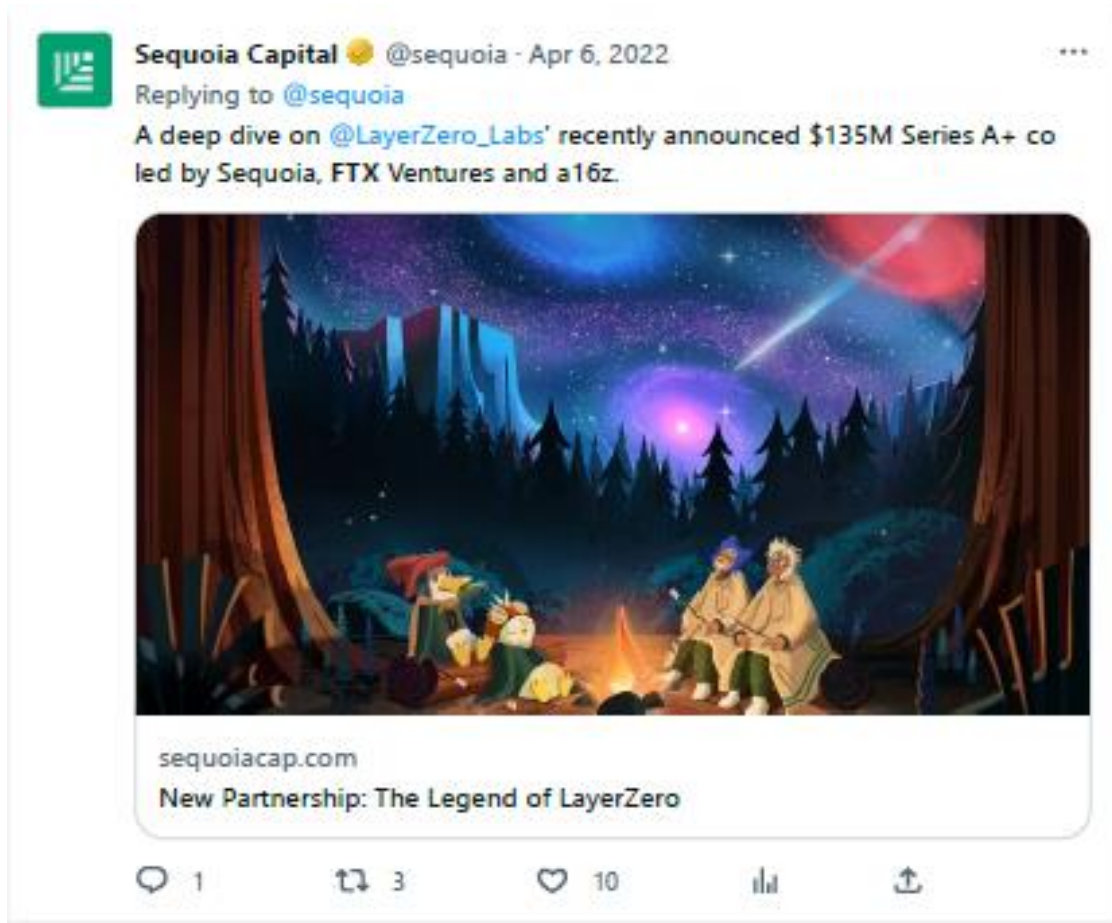 Sequoia Capital @sequoia · Apr 6, 2022
Replying to @sequoia
A deep dive on @LayerZero_Labs' recently announced $135M Series A+ co
led by Sequoia, FTX Ventures and a16z.
sequoiacap.com
New Partnership: The Legend of LayerZero
1 3 10